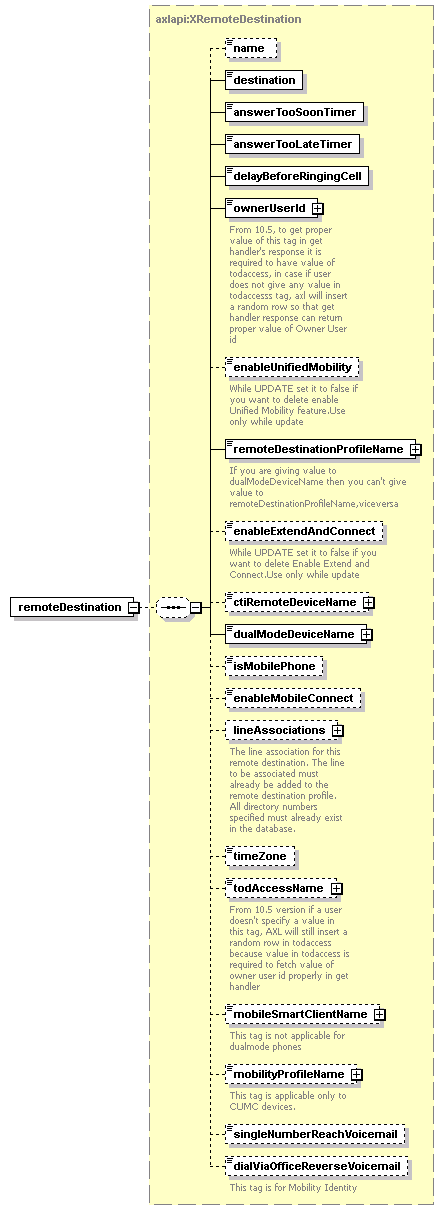 axlapi:XRemoteDestination
name
destination
answerTooSoonTimer
answerTooLateTimer
delayBeforeRingingCell
ownerUserId
From 10.5, to get proper
value of this tag in get
handler's response it is
required to have value of
todaccess, in case if user
does not give any value in
todaccesss tag, axl will insert
a random row so that get
handler response can return
proper value of Owner User
id
enableUnifiedMobility
While UPDATE set it to false if
you want to delete enable
Unified Mobility feature.Use
only while update
remoteDestinationProfileName
If you are giving value to
dualModeDeviceName then you can't give
value to
remoteDestinationProfileName,viceversa
enableExtendAndConnect
While UPDATE set it to false if you
want to delete Enable Extend and
Connect.Use only while update
remoteDestination
ctiRemoteDeviceName
dualModeDeviceName
isMobilePhone
enableMobileConnect
lineAssociations
The line association for this
remote destination. The line
to be associated must
already be added to the
remote destination profile.
All directory numbers
specified must already exist
in the database.
timeZone
todAccessName
From 10.5 version if a user
doesn't specify a value in
this tag, AXL will still insert a
random row in todaccess
because value in todaccess is
required to fetch value of
owner user id properly in get
handler
mobileSmartClientName
This tag is not applicable for
dualmode phones
mobilityProfileName
This tag is applicable only to
CUMC devices.
singleNumberReachVoicemail
dialViaOfficeReverseVoicemail
This tag is for Mobility Identity